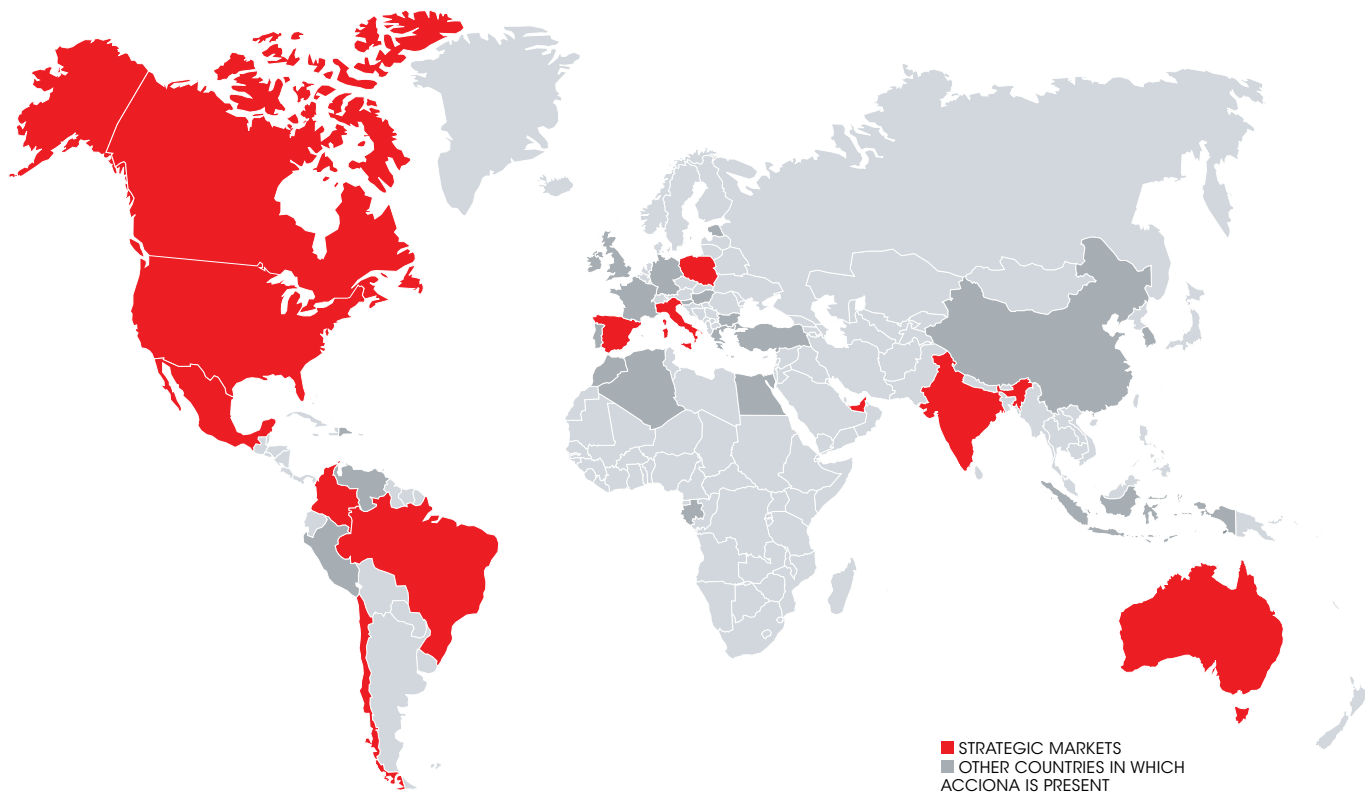 STRATEGIC MARKETS
OTHER COUNTRIES IN WHICH
ACCIONA IS PRESENT